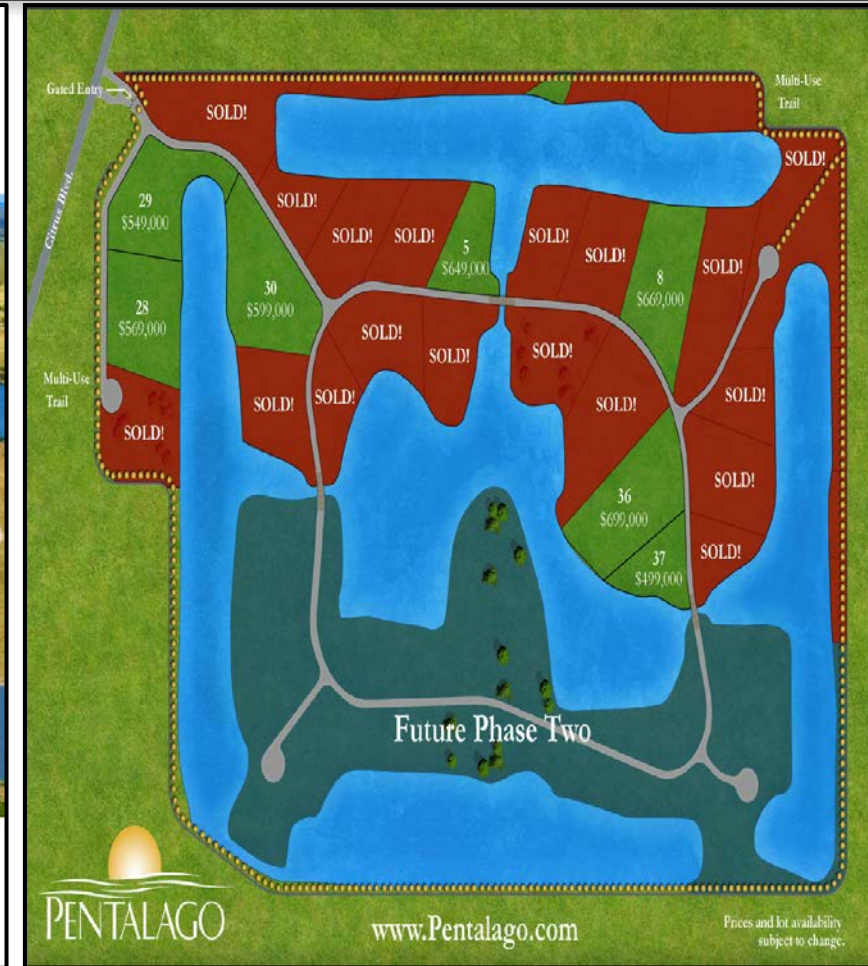 Gated Entry
Citrus Blvd.
SOLD!
Multi-Use
Trail
SOLD!
29
$549,000
SOLD!
SOLD!
SOLD!
5
$649,000
SOLD!
SOLD!
8
$669,000
SOLD!
30
$599,000
28
$569,000
SOLD!
SOLD!
SOLD!
Multi-Use
Trail
SOLD!
SOLD!
SOLD!
SOLD!
SOLD!
SOLD!
SOLD!
36
$699,000
37
$499,000
SOLD!
Future Phase Two
PENTALAGO
www.Pentalago.com
Prices and lot availability
subject to change.